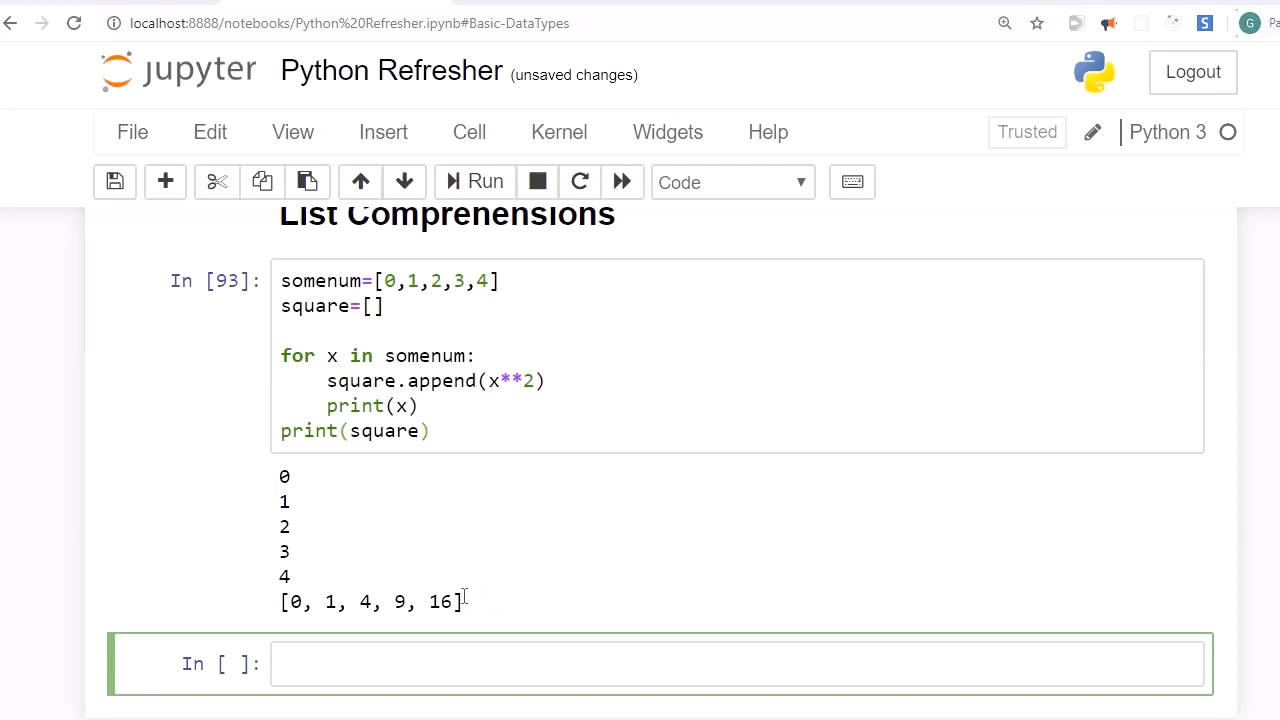 localhost:8888/notebooks/Python%20Refresher.ipynb#Basic-DataTypes
S
G
Pa
jupyter Python Refresher (unsaved changes)
Logout
File Edit View Insert Cell Kernel Widgets Help
Trusted
Python 3
Run
Code
List Comprehensions
In [93]:
somenum=[0,1,2,3,4]
square=[]
for x in somenum:
    square.append(x**2)
    print(x)
print(square)
0
1
2
3
4
[0, 1, 4, 9, 16]
In [ ]: